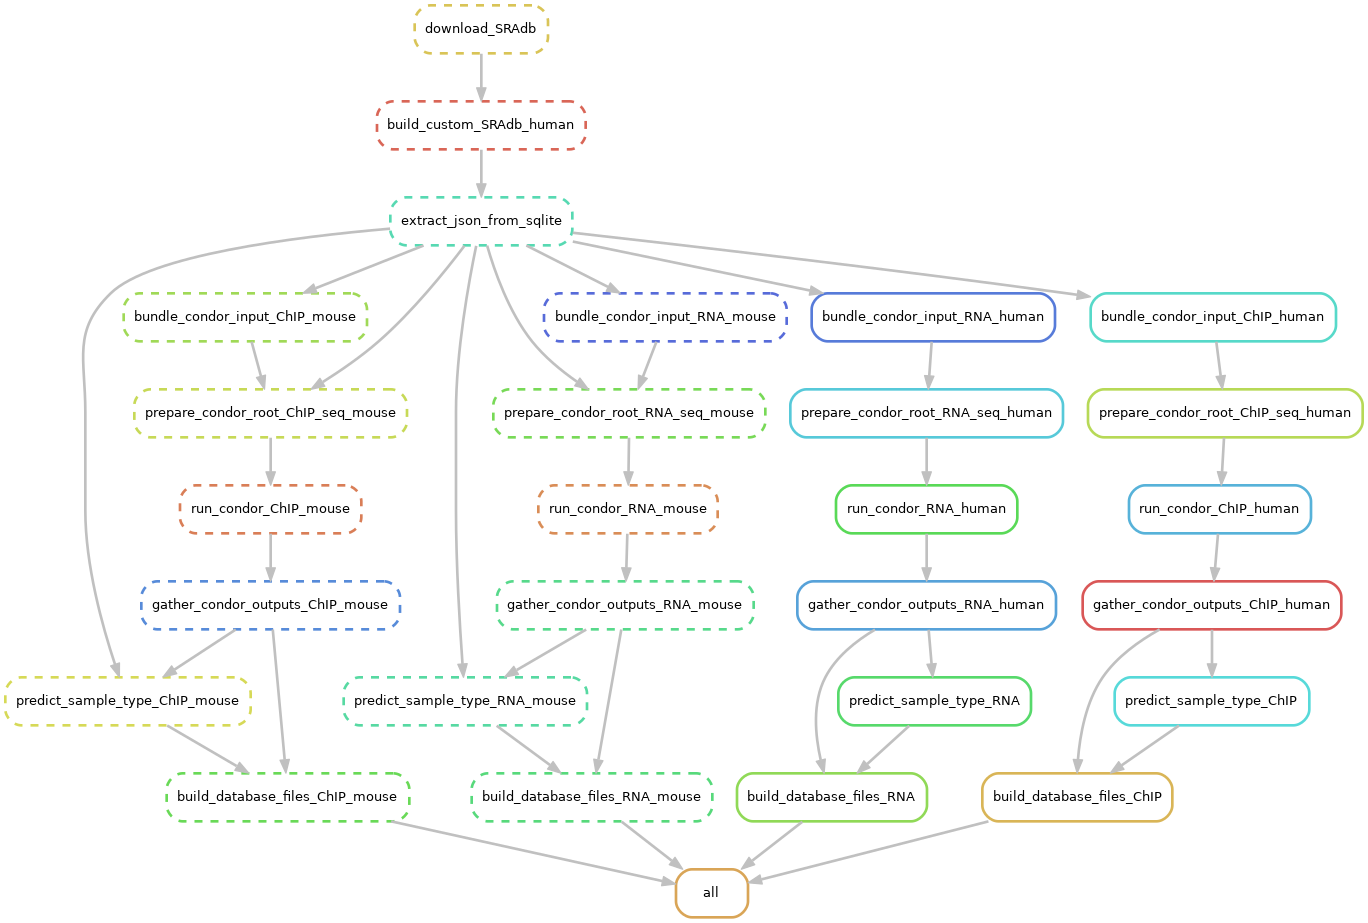 download_SRAdb
build_custom_SRAdb_human
extract_json_from_sqlite
bundle_condor_input_ChIP_mouse
bundle_condor_input_RNA_mouse
bundle_condor_input_RNA_human
bundle_condor_input_ChIP_human
prepare_condor_root_ChIP_seq_mouse
prepare_condor_root_RNA_seq_mouse
prepare_condor_root_RNA_seq_human
prepare_condor_root_ChIP_seq_human
run_condor_ChIP_mouse
run_condor_RNA_mouse
run_condor_RNA_human
run_condor_ChIP_human
gather_condor_outputs_ChIP_mouse
gather_condor_outputs_RNA_mouse
gather_condor_outputs_RNA_human
gather_condor_outputs_ChIP_human
predict_sample_type_ChIP_mouse
predict_sample_type_RNA_mouse
predict_sample_type_RNA
predict_sample_type_ChIP
build_database_files_ChIP_mouse
build_database_files_RNA_mouse
build_database_files_RNA
build_database_files_ChIP
all